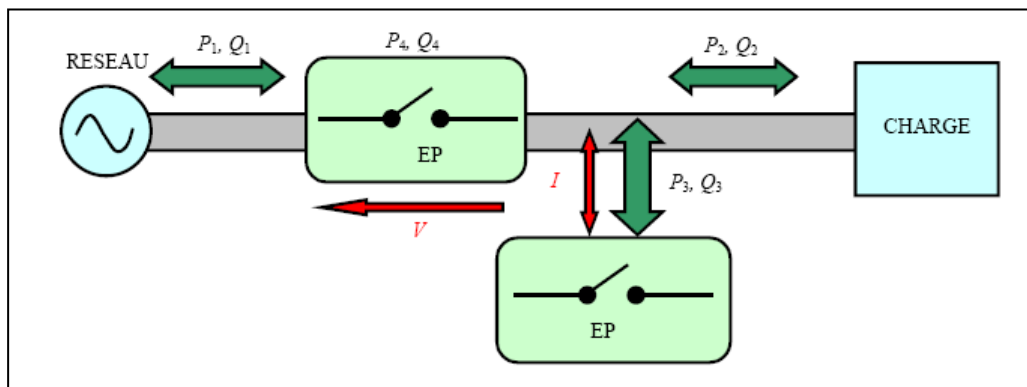 RESEAU
P₁, Q₁
P₄, Q₄
P₂, Q₂
EP
CHARGE
V
I
P₃, Q₃
EP